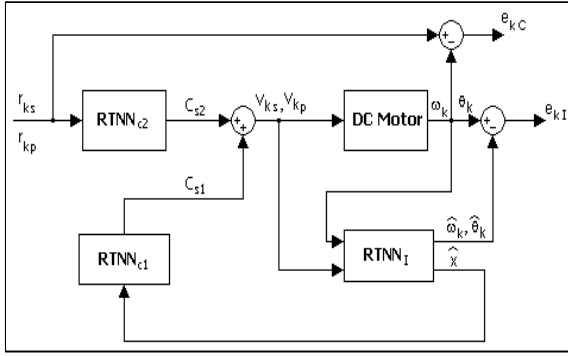 e_kC
+ −
r_ks
r_kp
RTNN_c2
C_s2
+ +
V_ks, V_kp
DC Motor
ω_k
θ_k
+ −
e_kI
C_s1
RTNN_c1
RTNN_I
ω̂_k, θ̂_k
x̂